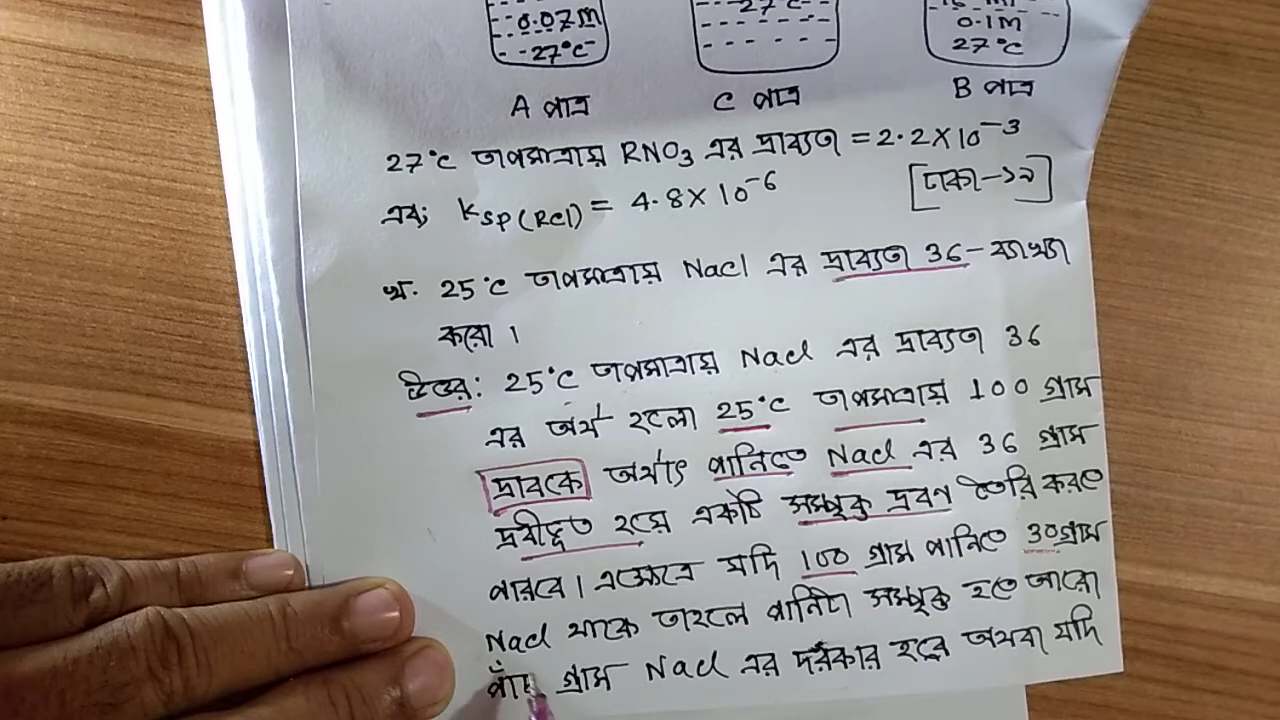 0.07M
27°C
A পাত্র
27°C
C পাত্র
0.1M
27°C
B পাত্র
27°C তাপমাত্রায় RNO3 এর দ্রাব্যতা = 2.2×10^-3
এবং Ksp(RCl) = 4.8×10^-6
[ঢাকা-১৯]
খ. 25°C তাপমাত্রায় NaCl এর দ্রাব্যতা 36-ব্যাখ্যা
করো।
উত্তর: 25°C তাপমাত্রায় NaCl এর দ্রাব্যতা 36
এর অর্থ হলো 25°C তাপমাত্রায় 100 গ্রাম
দ্রাবকে অর্থাৎ পানিতে NaCl এর 36 গ্রাম
দ্রবীভূত হয়ে একটি সম্পৃক্ত দ্রবণ তৈরি করতে
পারবে। এক্ষেত্রে যদি 100 গ্রাম পানিতে 30গ্রাম
NaCl থাকে তাহলে পানিটা সম্পৃক্ত হতে আরো
গ্রাম NaCl এর দরকার হবে অথবা যদি